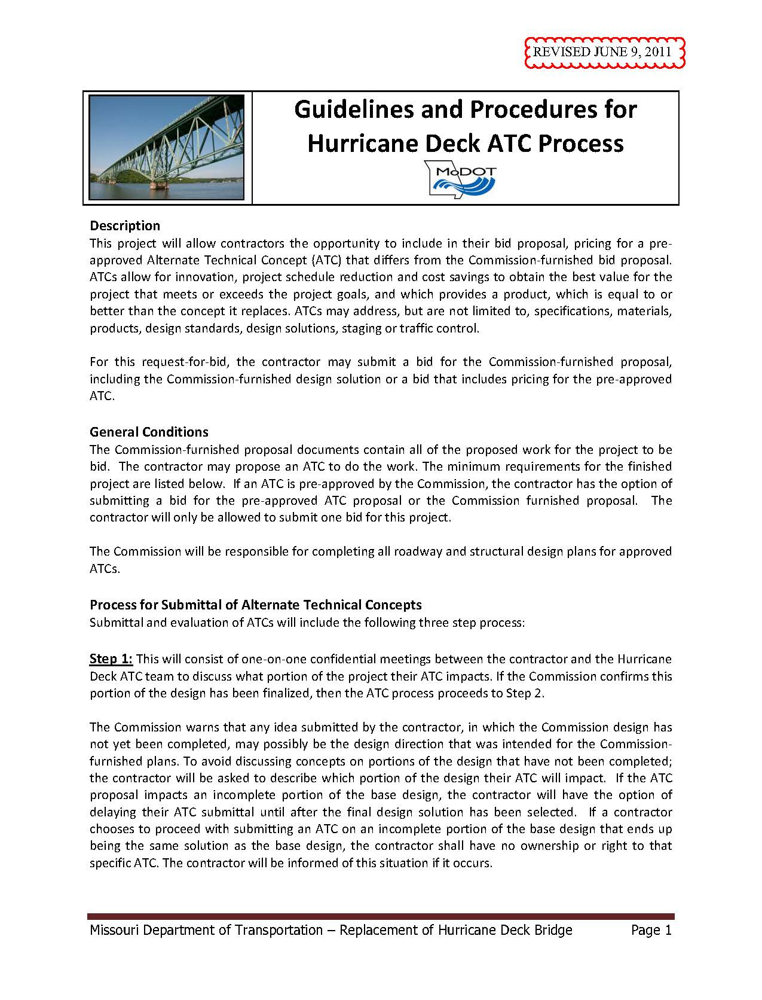 REVISED JUNE 9, 2011
Guidelines and Procedures for
Hurricane Deck ATC Process
MoDOT
Description
This project will allow contractors the opportunity to include in their bid proposal, pricing for a pre-
approved Alternate Technical Concept (ATC) that differs from the Commission-furnished bid proposal.
ATCs allow for innovation, project schedule reduction and cost savings to obtain the best value for the
project that meets or exceeds the project goals, and which provides a product, which is equal to or
better than the concept it replaces. ATCs may address, but are not limited to, specifications, materials,
products, design standards, design solutions, staging or traffic control.
For this request-for-bid, the contractor may submit a bid for the Commission-furnished proposal,
including the Commission-furnished design solution or a bid that includes pricing for the pre-approved
ATC.
General Conditions
The Commission-furnished proposal documents contain all of the proposed work for the project to be
bid. The contractor may propose an ATC to do the work. The minimum requirements for the finished
project are listed below. If an ATC is pre-approved by the Commission, the contractor has the option of
submitting a bid for the pre-approved ATC proposal or the Commission furnished proposal. The
contractor will only be allowed to submit one bid for this project.
The Commission will be responsible for completing all roadway and structural design plans for approved
ATCs.
Process for Submittal of Alternate Technical Concepts
Submittal and evaluation of ATCs will include the following three step process:
Step 1: This will consist of one-on-one confidential meetings between the contractor and the Hurricane
Deck ATC team to discuss what portion of the project their ATC impacts. If the Commission confirms this
portion of the design has been finalized, then the ATC process proceeds to Step 2.
The Commission warns that any idea submitted by the contractor, in which the Commission design has
not yet been completed, may possibly be the design direction that was intended for the Commission-
furnished plans. To avoid discussing concepts on portions of the design that have not been completed;
the contractor will be asked to describe which portion of the design their ATC will impact. If the ATC
proposal impacts an incomplete portion of the base design, the contractor will have the option of
delaying their ATC submittal until after the final design solution has been selected. If a contractor
chooses to proceed with submitting an ATC on an incomplete portion of the base design that ends up
being the same solution as the base design, the contractor shall have no ownership or right to that
specific ATC. The contractor will be informed of this situation if it occurs.
Missouri Department of Transportation – Replacement of Hurricane Deck Bridge Page 1